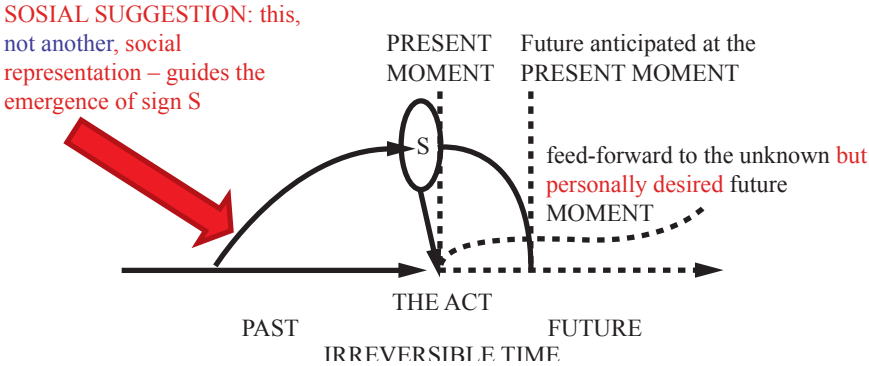 SOSIAL SUGGESTION: this,
not another, social
representation – guides the
emergence of sign S
PRESENT
MOMENT
Future anticipated at the
PRESENT MOMENT
S
feed-forward to the unknown but
personally desired future
MOMENT
THE ACT
PAST
FUTURE
IRREVERSIBLE TIME